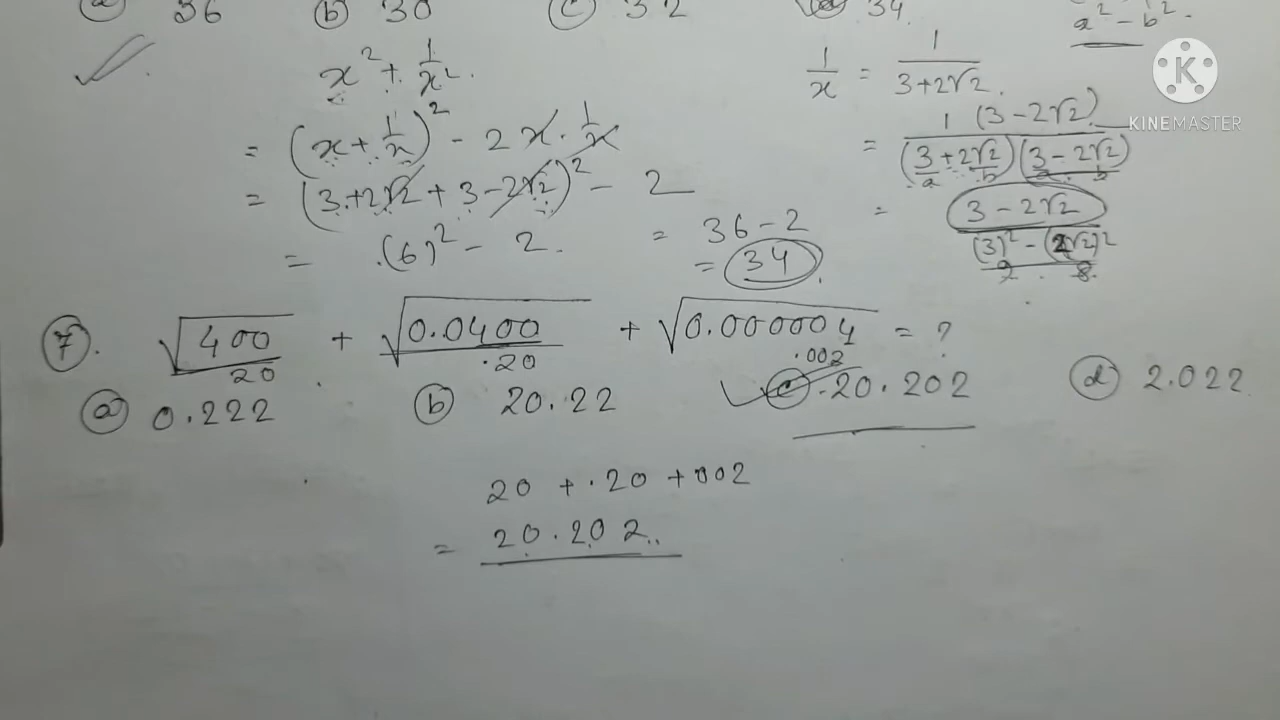 (a) 36 (b) 30 (c) 32 (d) 34
a² - b².
x² + 1/x².
1/x = 1/(3+2√2).
KINEMASTER
= (x + 1/x)² - 2x · 1/x
= 1 (3 - 2√2) / (3 + 2√2)(3 - 2√2)
a b a b
= (3 + 2√2 + 3 - 2√2)² - 2
= 3 - 2√2 / (3)² - (2√2)²
9 8
= (6)² - 2. = 36 - 2
= 34.
(7). √400 + √0.0400 + √0.000004 = ?
20 .20 .002
(a) 0.222 (b) 20.22 (c) 20.202 (d) 2.022
20 + .20 + 002
= 20.202..